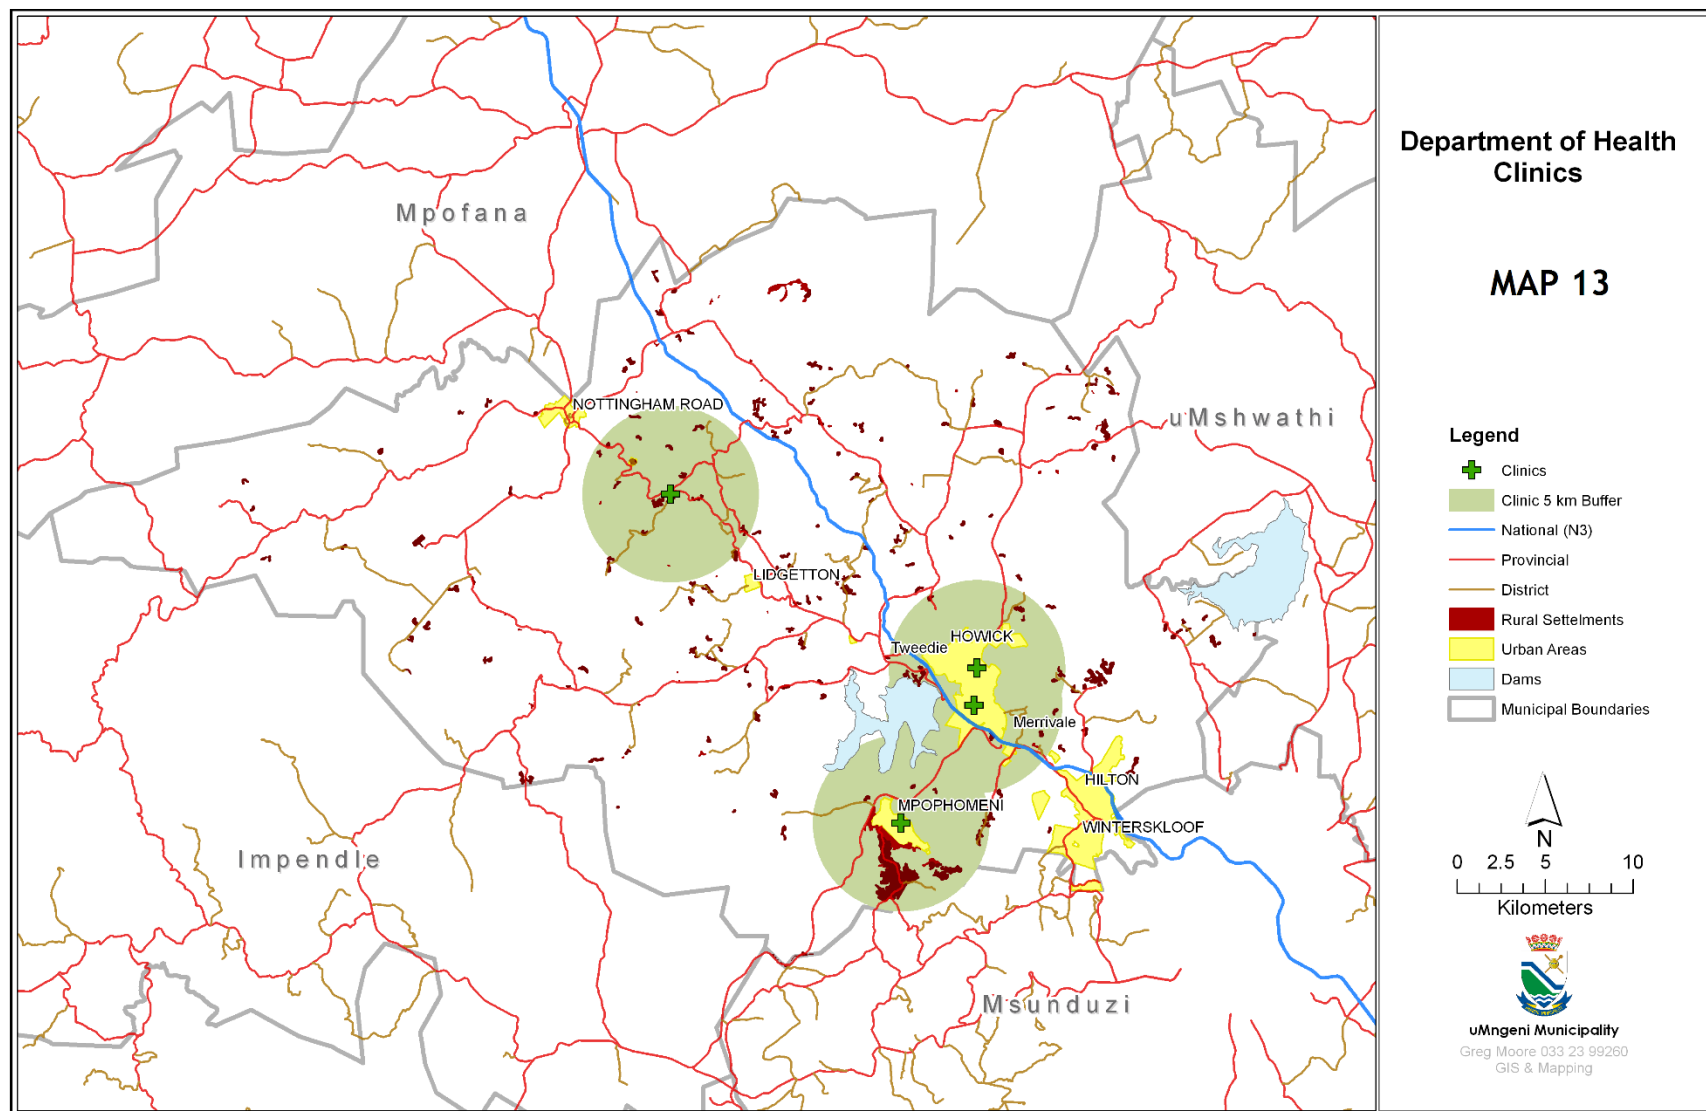 Department of Health
Clinics
MAP 13
Mpofana
NOTTINGHAM ROAD
uMshwathi
LIDGETTON
HOWICK
Tweedie
Merrivale
HILTON
MPOPHOMENI
WINTERSKLOOF
Impendle
Msunduzi
Legend
Clinics
Clinic 5 km Buffer
National (N3)
Provincial
District
Rural Settelments
Urban Areas
Dams
Municipal Boundaries
N
0 2.5 5 10
Kilometers
uMngeni Municipality
Greg Moore 033 23 99260
GIS & Mapping